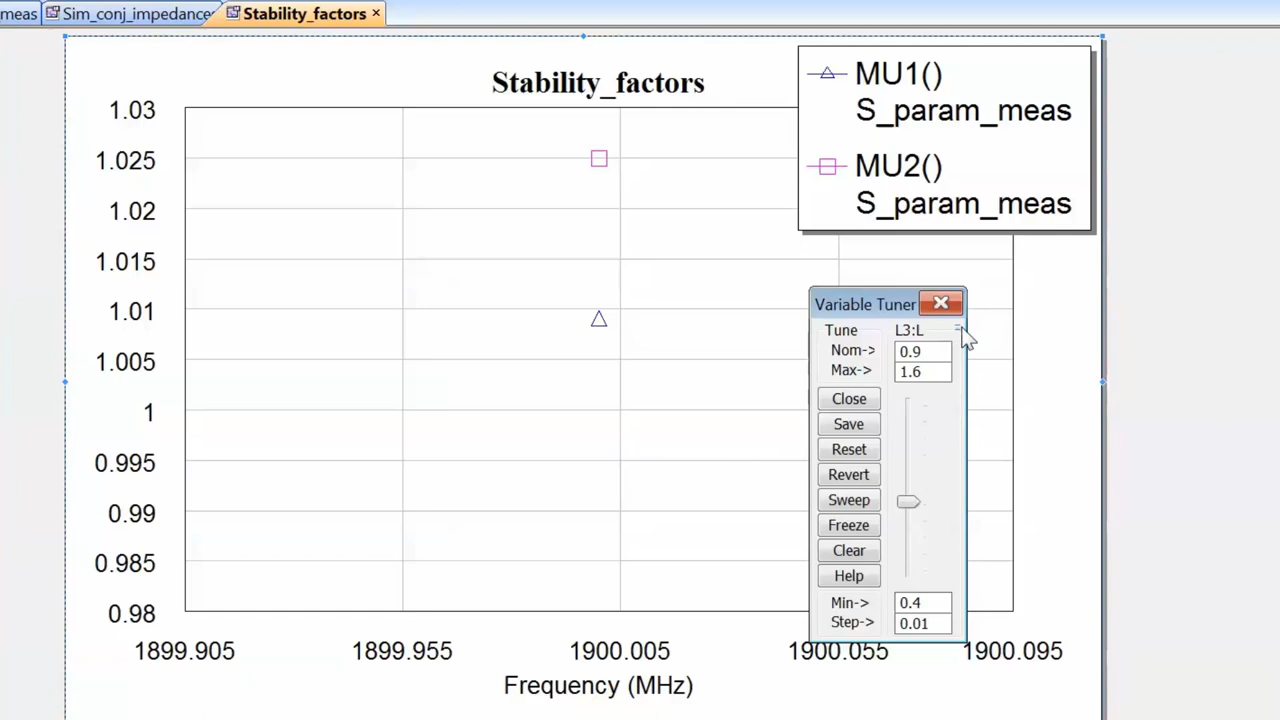 meas
Sim_conj_impedances
Stability_factors ×
Stability_factors
MU1()
S_param_meas
MU2()
S_param_meas
1.03
1.025
1.02
1.015
1.01
1.005
1
0.995
0.99
0.985
0.98
1899.905
1899.955
1900.005
1900.055
1900.095
Frequency (MHz)
Variable Tuner
Tune L3:L
Nom-> 0.9
Max-> 1.6
Close
Save
Reset
Revert
Sweep
Freeze
Clear
Help
Min-> 0.4
Step-> 0.01